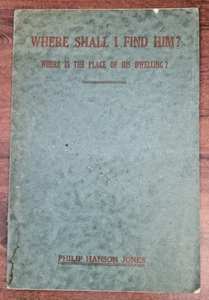 WHERE SHALL I FIND HIM?
WHERE IS THE PLACE OF HIS DWELLING?
PHILIP HANSON JONES